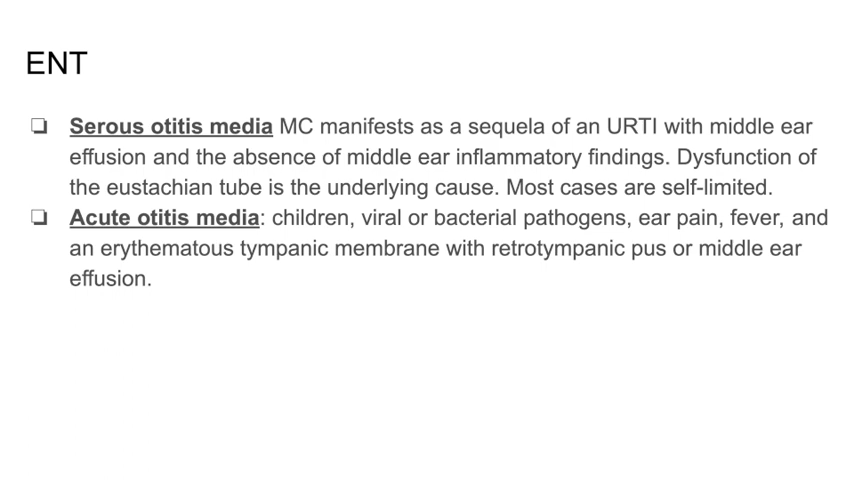 ENT
❏ Serous otitis media MC manifests as a sequela of an URTI with middle ear
effusion and the absence of middle ear inflammatory findings. Dysfunction of
the eustachian tube is the underlying cause. Most cases are self-limited.
❏ Acute otitis media: children, viral or bacterial pathogens, ear pain, fever, and
an erythematous tympanic membrane with retrotympanic pus or middle ear
effusion.